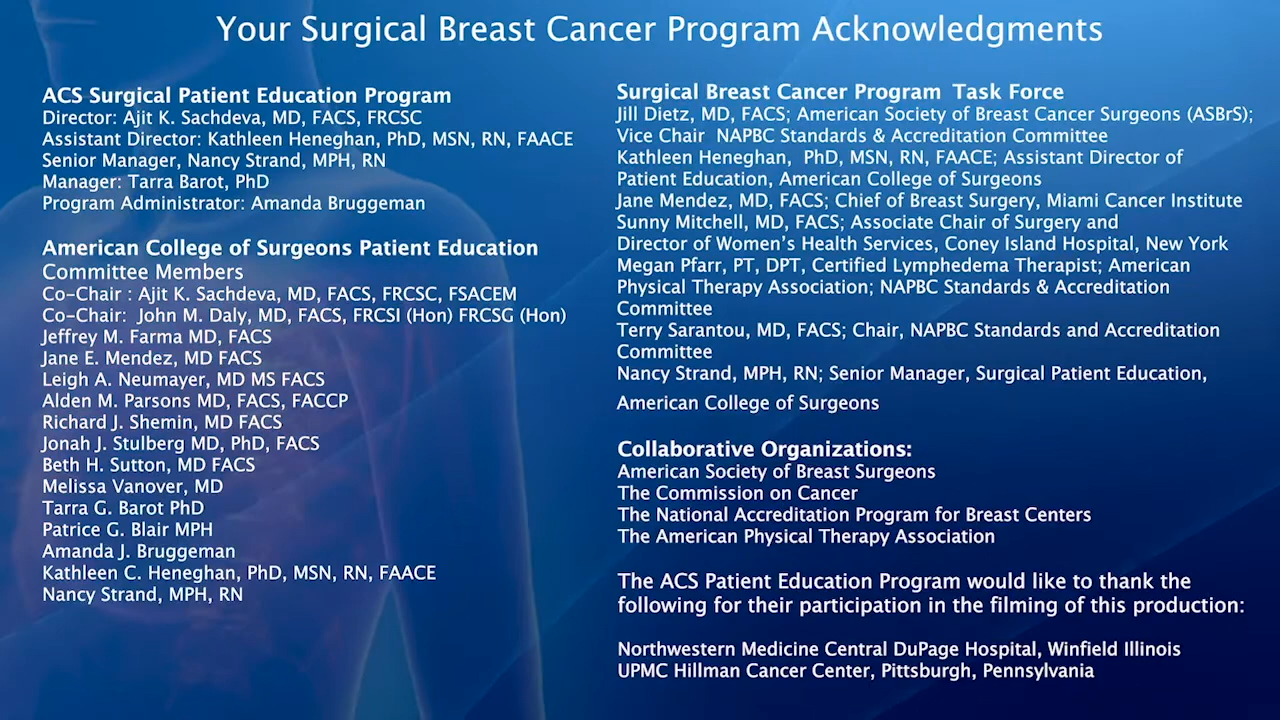 Your Surgical Breast Cancer Program Acknowledgments
ACS Surgical Patient Education Program
Director: Ajit K. Sachdeva, MD, FACS, FRCSC
Assistant Director: Kathleen Heneghan, PhD, MSN, RN, FAACE
Senior Manager, Nancy Strand, MPH, RN
Manager: Tarra Barot, PhD
Program Administrator: Amanda Bruggeman
American College of Surgeons Patient Education
Committee Members
Co-Chair : Ajit K. Sachdeva, MD, FACS, FRCSC, FSACEM
Co-Chair: John M. Daly, MD, FACS, FRCSI (Hon) FRCSG (Hon)
Jeffrey M. Farma MD, FACS
Jane E. Mendez, MD FACS
Leigh A. Neumayer, MD MS FACS
Alden M. Parsons MD, FACS, FACCP
Richard J. Shemin, MD FACS
Jonah J. Stulberg MD, PhD, FACS
Beth H. Sutton, MD FACS
Melissa Vanover, MD
Tarra G. Barot PhD
Patrice G. Blair MPH
Amanda J. Bruggeman
Kathleen C. Heneghan, PhD, MSN, RN, FAACE
Nancy Strand, MPH, RN
Surgical Breast Cancer Program Task Force
Jill Dietz, MD, FACS; American Society of Breast Cancer Surgeons (ASBrS);
Vice Chair NAPBC Standards & Accreditation Committee
Kathleen Heneghan, PhD, MSN, RN, FAACE; Assistant Director of
Patient Education, American College of Surgeons
Jane Mendez, MD, FACS; Chief of Breast Surgery, Miami Cancer Institute
Sunny Mitchell, MD, FACS; Associate Chair of Surgery and
Director of Women's Health Services, Coney Island Hospital, New York
Megan Pfarr, PT, DPT, Certified Lymphedema Therapist; American
Physical Therapy Association; NAPBC Standards & Accreditation
Committee
Terry Sarantou, MD, FACS; Chair, NAPBC Standards and Accreditation
Committee
Nancy Strand, MPH, RN; Senior Manager, Surgical Patient Education,
American College of Surgeons
Collaborative Organizations:
American Society of Breast Surgeons
The Commission on Cancer
The National Accreditation Program for Breast Centers
The American Physical Therapy Association
The ACS Patient Education Program would like to thank the
following for their participation in the filming of this production:
Northwestern Medicine Central DuPage Hospital, Winfield Illinois
UPMC Hillman Cancer Center, Pittsburgh, Pennsylvania